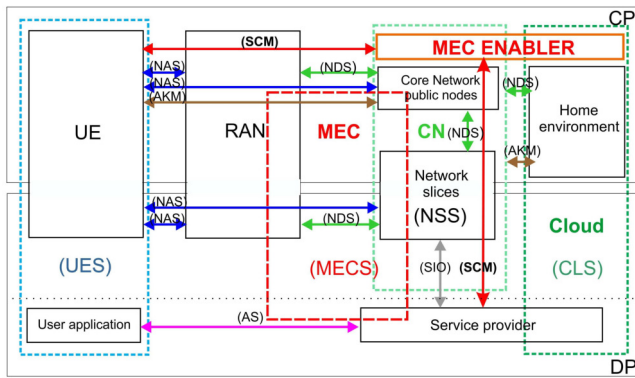 CP
(SCM)
MEC ENABLER
(NAS)
(NDS)
(NAS)
(AKM)
Core Network
public nodes
(NDS)
Home
environment
UE
RAN
MEC
CN
(NDS)
(AKM)
Network
slices
(NSS)
(NAS)
(NAS)
(NDS)
Cloud
(UES)
(MECS)
(SIO)
(SCM)
(CLS)
User application
(AS)
Service provider
DP